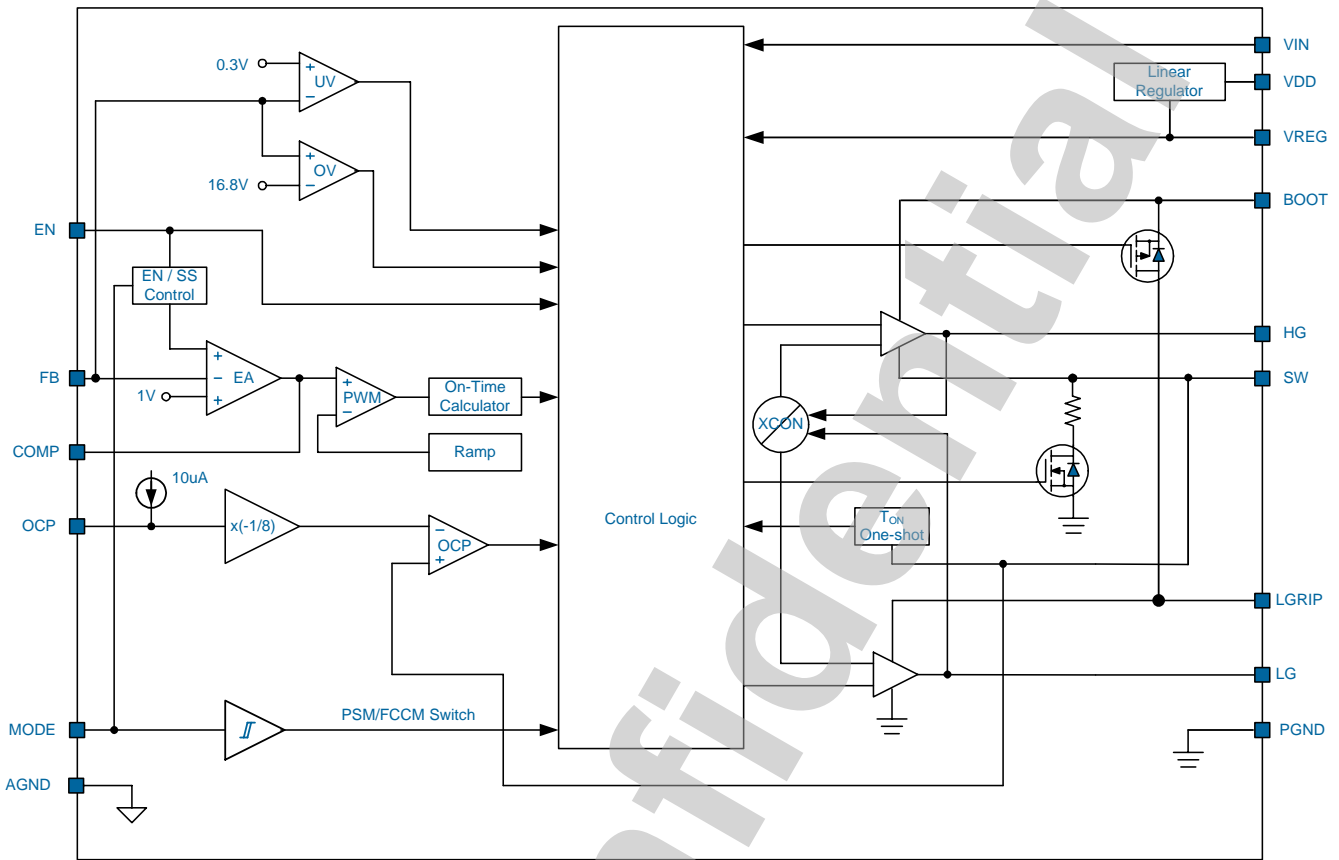 VIN
0.3V
+
UV
−
Linear
Regulator
VDD
VREG
+
OV
−
16.8V
BOOT
EN
EN / SS
Control
HG
+
FB
−
EA
1V
+
+
PWM
−
On-Time
Calculator
SW
XCON
COMP
Ramp
10uA
OCP
x(-1/8)
−
OCP
+
Control Logic
TON
One-shot
LGRIP
LG
MODE
PSM/FCCM Switch
PGND
AGND
nfidential